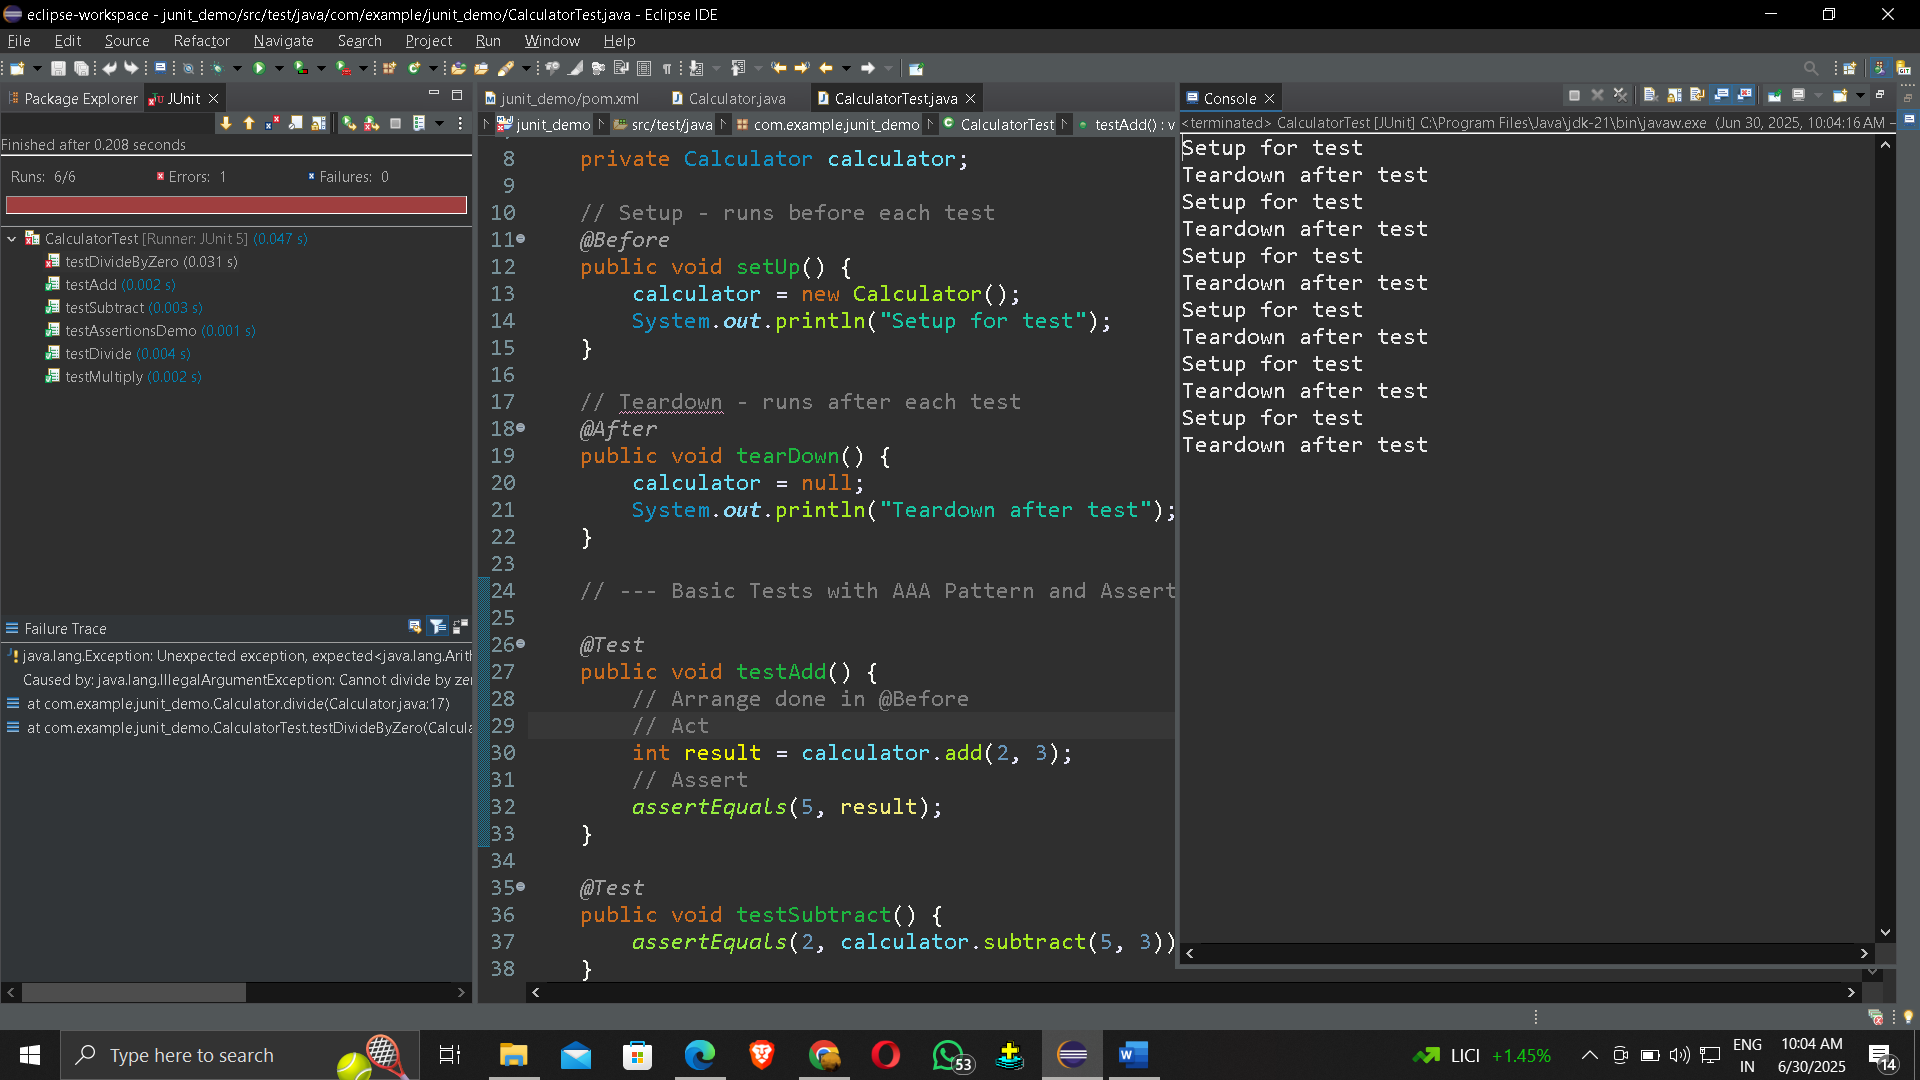 eclipse-workspace - junit_demo/src/test/java/com/example/junit_demo/CalculatorTest.java - Eclipse IDE
File Edit Source Refactor Navigate Search Project Run Window Help
Package Explorer
JUnit
Finished after 0.208 seconds
Runs: 6/6
Errors: 1
Failures: 0
CalculatorTest [Runner: JUnit 5] (0.047 s)
testDivideByZero (0.031 s)
testAdd (0.002 s)
testSubtract (0.003 s)
testAssertionsDemo (0.001 s)
testDivide (0.004 s)
testMultiply (0.002 s)
Failure Trace
java.lang.Exception: Unexpected exception, expected<java.lang.Arith
Caused by: java.lang.IllegalArgumentException: Cannot divide by zer
at com.example.junit_demo.Calculator.divide(Calculator.java:17)
at com.example.junit_demo.CalculatorTest.testDivideByZero(Calcula
junit_demo/pom.xml
Calculator.java
CalculatorTest.java
junit_demo
src/test/java
com.example.junit_demo
CalculatorTest
testAdd() : v
8 private Calculator calculator;
9
10 // Setup - runs before each test
11 @Before
12 public void setUp() {
13 calculator = new Calculator();
14 System.out.println("Setup for test");
15 }
16
17 // Teardown - runs after each test
18 @After
19 public void tearDown() {
20 calculator = null;
21 System.out.println("Teardown after test");
22 }
23
24 // --- Basic Tests with AAA Pattern and Assert
25
26 @Test
27 public void testAdd() {
28 // Arrange done in @Before
29 // Act
30 int result = calculator.add(2, 3);
31 // Assert
32 assertEquals(5, result);
33 }
34
35 @Test
36 public void testSubtract() {
37 assertEquals(2, calculator.subtract(5, 3))
38 }
Console
<terminated> CalculatorTest [JUnit] C:\Program Files\Java\jdk-21\bin\javaw.exe (Jun 30, 2025, 10:04:16 AM –
Setup for test
Teardown after test
Setup for test
Teardown after test
Setup for test
Teardown after test
Setup for test
Teardown after test
Setup for test
Teardown after test
Setup for test
Teardown after test
Type here to search
53
LICI +1.45%
ENG
IN
10:04 AM
6/30/2025
14